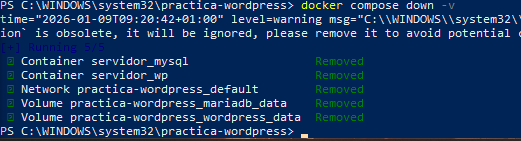 PS C:\WINDOWS\system32\practica-wordpress> docker compose down -v
time="2026-01-09T09:20:42+01:00" level=warning msg="C:\\WINDOWS\\system32\\
ion` is obsolete, it will be ignored, please remove it to avoid potential c
[+] Running 5/5
Container servidor_mysql Removed
Container servidor_wp Removed
Network practica-wordpress_default Removed
Volume practica-wordpress_mariadb_data Removed
Volume practica-wordpress_wordpress_data Removed
PS C:\WINDOWS\system32\practica-wordpress>